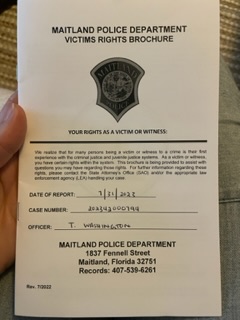 MAITLAND POLICE DEPARTMENT
VICTIMS RIGHTS BROCHURE
MAITLAND
POLICE
YOUR RIGHTS AS A VICTIM OR WITNESS:
We realize that for many persons being a victim or witness to a crime is their first
experience with the criminal justice and juvenile justice systems. As a victim or witness,
you have certain rights within the system. This brochure is being provided to assist with
questions you may have regarding those rights. For further information regarding these
rights, please contact the State Attorney's Office (SAO) and/or the appropriate law
enforcement agency (LEA) handling your case.
DATE OF REPORT:
CASE NUMBER:
OFFICER: T. WASHINGTON
MAITLAND POLICE DEPARTMENT
1837 Fennell Street
Maitland, Florida 32751
Records: 407-539-6261
Rev. 7/2022